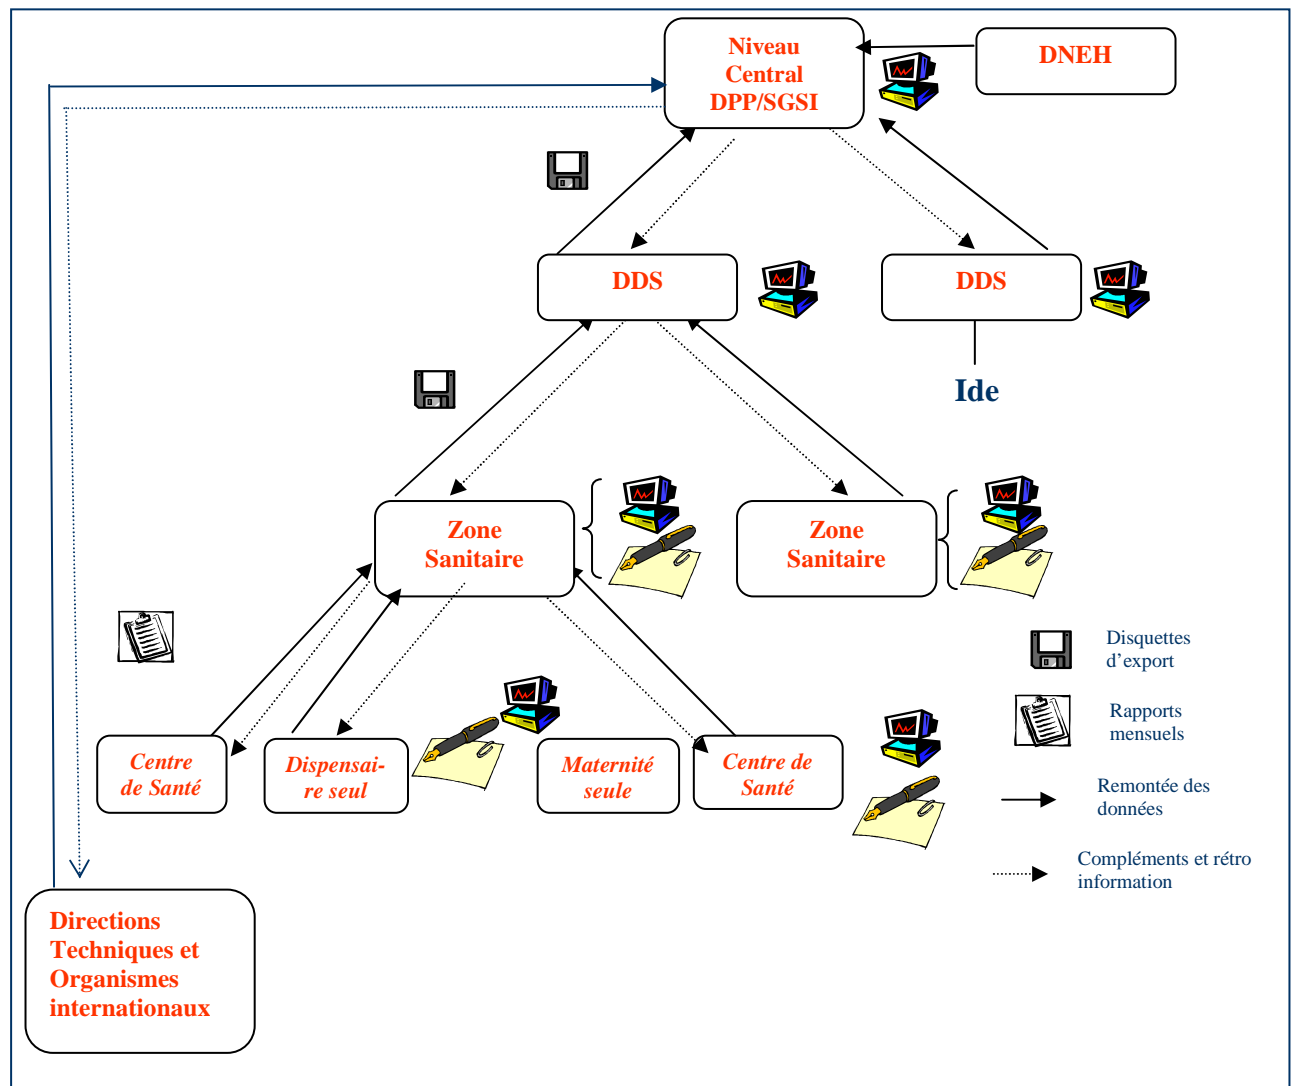 Niveau
Central
DPP/SGSI
DNEH
DDS
DDS
Ide
Zone
Sanitaire
Zone
Sanitaire
Disquettes
d’export
Rapports
mensuels
Remontée des
données
Compléments et rétro
information
Centre
de Santé
Dispensai-
re seul
Maternité
seule
Centre de
Santé
Directions
Techniques et
Organismes
internationaux